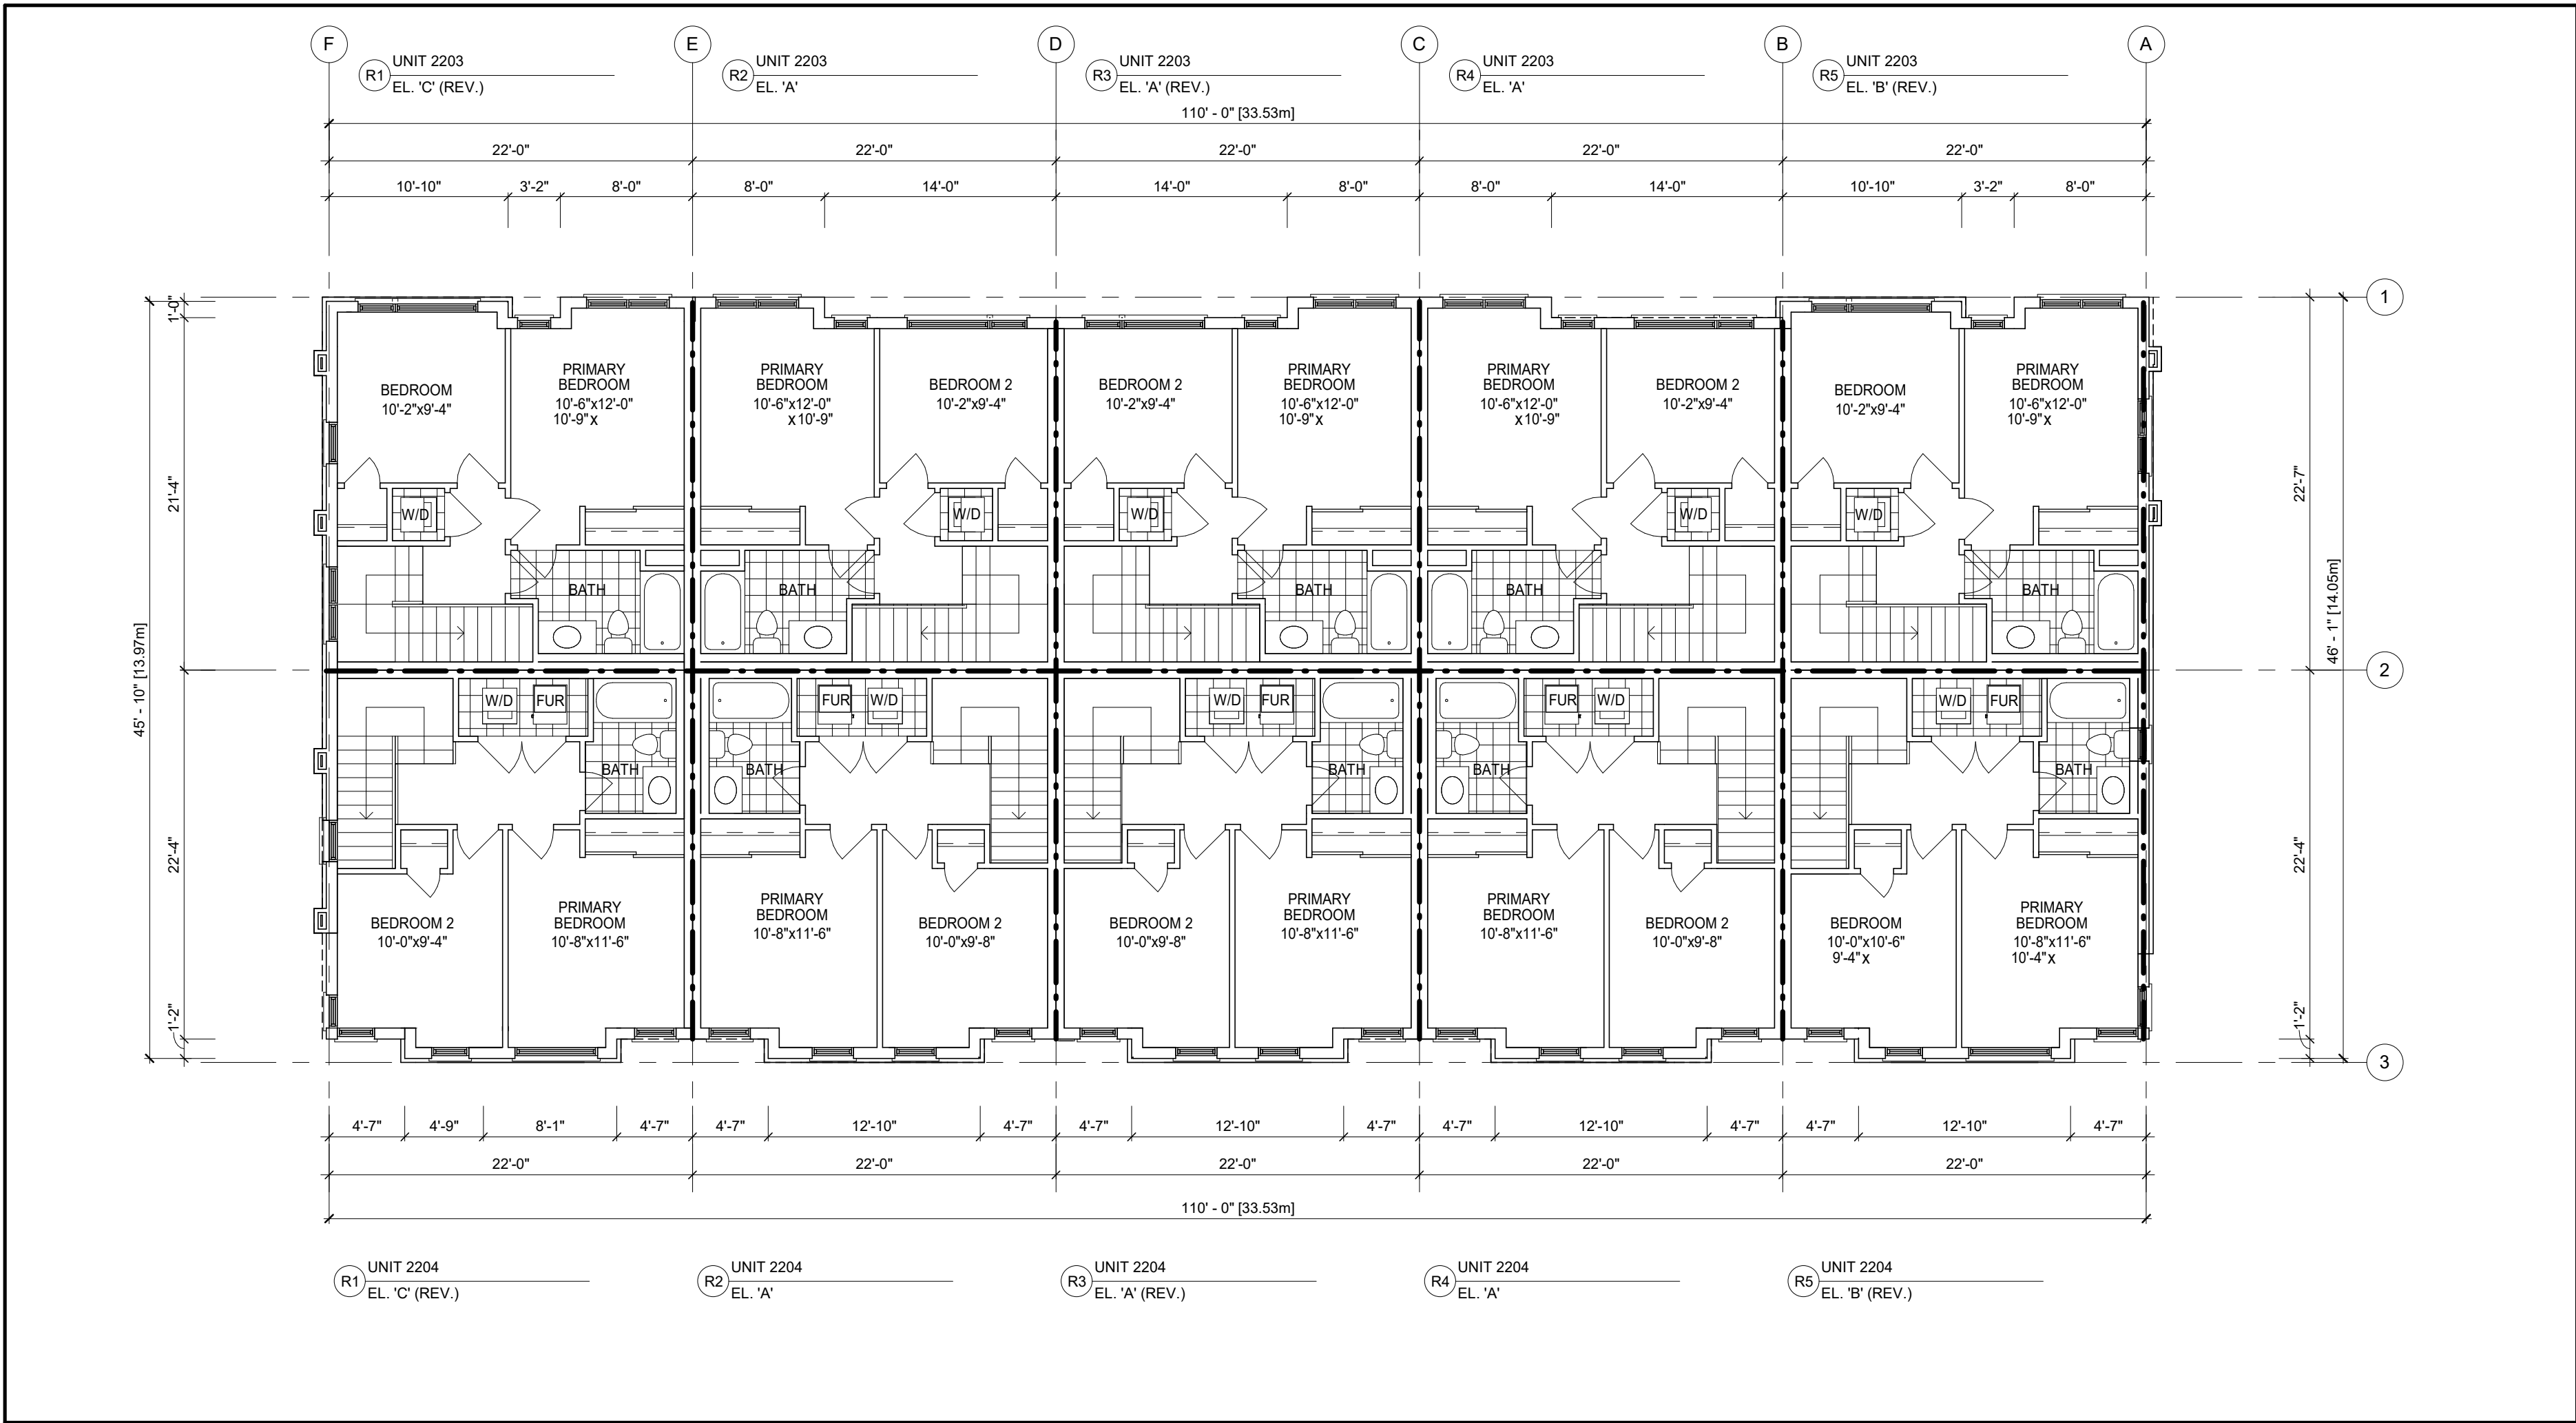 F
E
D
C
B
A
R1
UNIT 2203
EL. 'C' (REV.)
R2
UNIT 2203
EL. 'A'
R3
UNIT 2203
EL. 'A' (REV.)
R4
UNIT 2203
EL. 'A'
R5
UNIT 2203
EL. 'B' (REV.)
110' - 0" [33.53m]
22'-0"
22'-0"
22'-0"
22'-0"
22'-0"
10'-10"
3'-2"
8'-0"
8'-0"
14'-0"
14'-0"
8'-0"
8'-0"
14'-0"
10'-10"
3'-2"
8'-0"
1
2
3
1'-0"
21'-4"
22'-4"
1'-2"
45' - 10" [13.97m]
22'-7"
22'-4"
1'-2"
46' - 1" [14.05m]
BEDROOM
10'-2"x9'-4"
PRIMARY
BEDROOM
10'-6"x12'-0"
10'-9"x
PRIMARY
BEDROOM
10'-6"x12'-0"
x10'-9"
BEDROOM 2
10'-2"x9'-4"
BEDROOM 2
10'-2"x9'-4"
PRIMARY
BEDROOM
10'-6"x12'-0"
10'-9"x
PRIMARY
BEDROOM
10'-6"x12'-0"
x10'-9"
BEDROOM 2
10'-2"x9'-4"
BEDROOM
10'-2"x9'-4"
PRIMARY
BEDROOM
10'-6"x12'-0"
10'-9"x
W/D
W/D
W/D
W/D
W/D
BATH
BATH
BATH
BATH
BATH
W/D
FUR
FUR
W/D
W/D
FUR
FUR
W/D
W/D
FUR
BATH
BATH
BATH
BATH
BATH
BEDROOM 2
10'-0"x9'-4"
PRIMARY
BEDROOM
10'-8"x11'-6"
PRIMARY
BEDROOM
10'-8"x11'-6"
BEDROOM 2
10'-0"x9'-8"
BEDROOM 2
10'-0"x9'-8"
PRIMARY
BEDROOM
10'-8"x11'-6"
PRIMARY
BEDROOM
10'-8"x11'-6"
BEDROOM 2
10'-0"x9'-8"
BEDROOM
10'-0"x10'-6"
9'-4"x
PRIMARY
BEDROOM
10'-8"x11'-6"
10'-4"x
4'-7"
4'-9"
8'-1"
4'-7"
4'-7"
12'-10"
4'-7"
4'-7"
12'-10"
4'-7"
4'-7"
12'-10"
4'-7"
4'-7"
12'-10"
4'-7"
22'-0"
22'-0"
22'-0"
22'-0"
22'-0"
110' - 0" [33.53m]
R1
UNIT 2204
EL. 'C' (REV.)
R2
UNIT 2204
EL. 'A'
R3
UNIT 2204
EL. 'A' (REV.)
R4
UNIT 2204
EL. 'A'
R5
UNIT 2204
EL. 'B' (REV.)